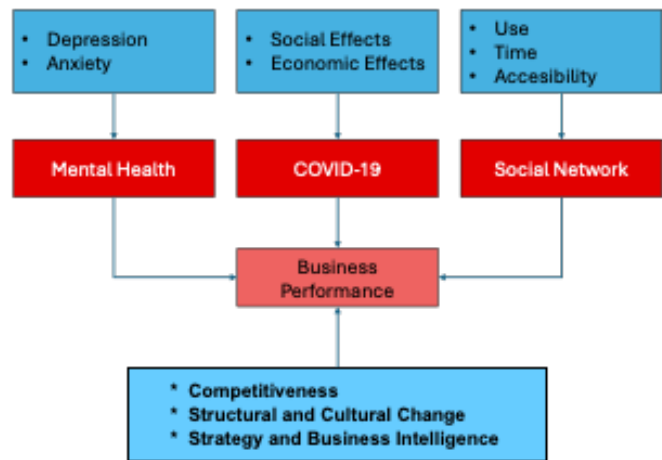 • Depression
• Anxiety
• Social Effects
• Economic Effects
• Use
• Time
• Accesibility
Mental Health
COVID-19
Social Network
Business
Performance
* Competitiveness
* Structural and Cultural Change
* Strategy and Business Intelligence